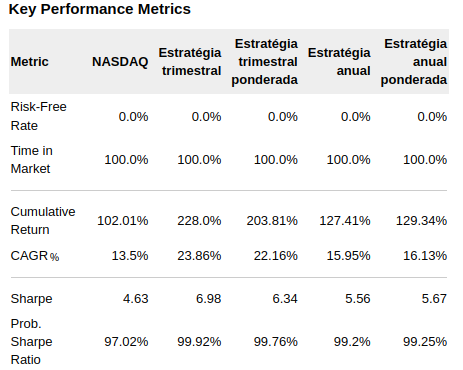 Key Performance Metrics
Metric NASDAQ Estratégia trimestral Estratégia trimestral ponderada Estratégia anual Estratégia anual ponderada
Risk-Free Rate 0.0% 0.0% 0.0% 0.0% 0.0%
Time in Market 100.0% 100.0% 100.0% 100.0% 100.0%
Cumulative Return 102.01% 228.0% 203.81% 127.41% 129.34%
CAGR% 13.5% 23.86% 22.16% 15.95% 16.13%
Sharpe 4.63 6.98 6.34 5.56 5.67
Prob. Sharpe Ratio 97.02% 99.92% 99.76% 99.2% 99.25%